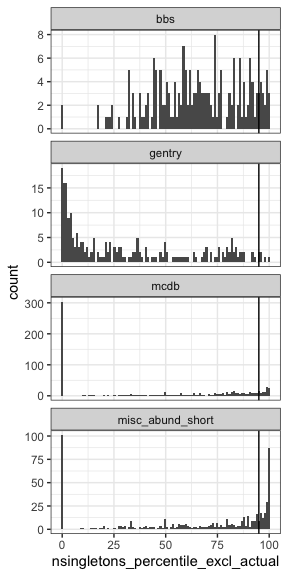 bbs
8
6
4
2
0
gentry
15
10
5
0
count
mcdb
300
200
100
0
misc_abund_short
100
75
50
25
0
0 25 50 75 100
nsingletons_percentile_excl_actual